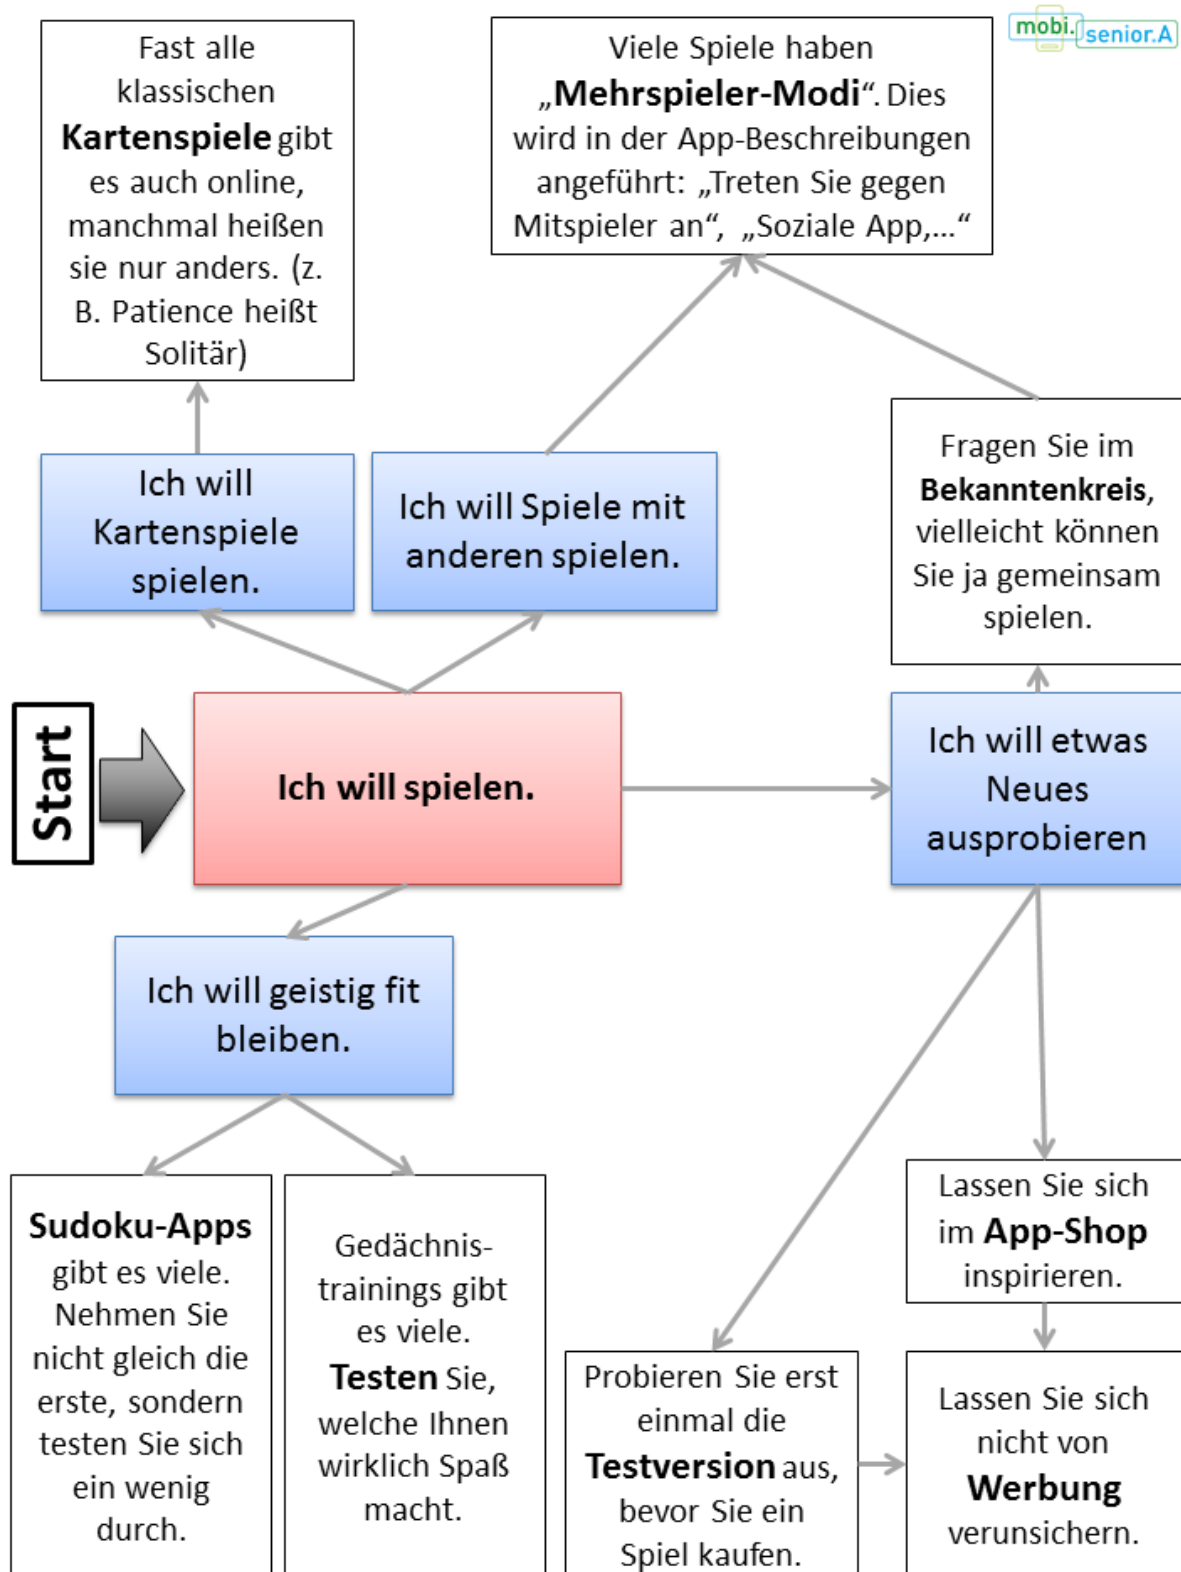 mobi.
senior.A
Fast alle
klassischen
Kartenspiele gibt
es auch online,
manchmal heißen
sie nur anders. (z.
B. Patience heißt
Solitär)
Viele Spiele haben
„Mehrspieler-Modi“. Dies
wird in der App-Beschreibungen
angeführt: „Treten Sie gegen
Mitspieler an“, „Soziale App,...“
Ich will
Kartenspiele
spielen.
Ich will Spiele mit
anderen spielen.
Fragen Sie im
Bekanntenkreis,
vielleicht können
Sie ja gemeinsam
spielen.
Start
Ich will spielen.
Ich will etwas
Neues
ausprobieren
Ich will geistig fit
bleiben.
Sudoku-Apps
gibt es viele.
Nehmen Sie
nicht gleich die
erste, sondern
testen Sie sich
ein wenig
durch.
Gedächnis-
trainings gibt
es viele.
Testen Sie,
welche Ihnen
wirklich Spaß
macht.
Probieren Sie erst
einmal die
Testversion aus,
bevor Sie ein
Spiel kaufen.
Lassen Sie sich
im App-Shop
inspirieren.
Lassen Sie sich
nicht von
Werbung
verunsichern.